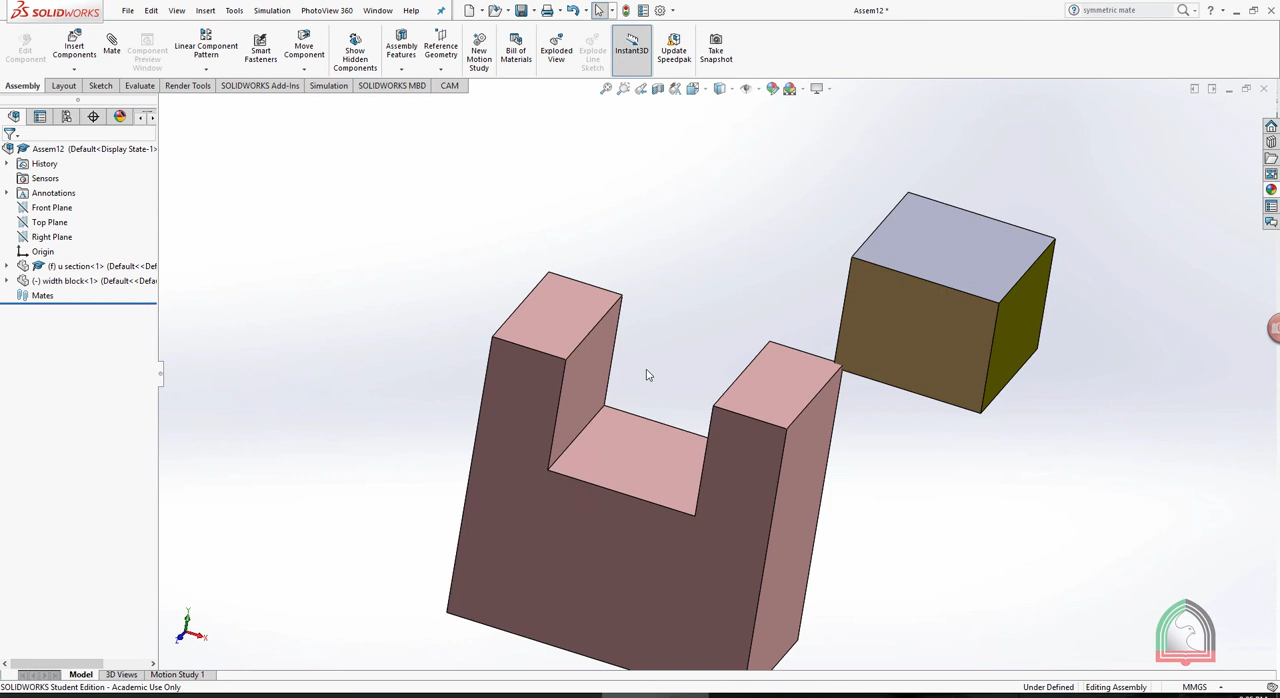 SOLIDWORKS
File Edit View Insert Tools Simulation PhotoView 360 Window Help
Assem12 *
symmetric mate
Edit Component
Insert Components
Mate
Component Preview Window
Linear Component Pattern
Smart Fasteners
Move Component
Show Hidden Components
Assembly Features
Reference Geometry
New Motion Study
Bill of Materials
Exploded View
Explode Line Sketch
Instant3D
Update Speedpak
Take Snapshot
Assembly Layout Sketch Evaluate Render Tools SOLIDWORKS Add-Ins Simulation SOLIDWORKS MBD CAM
Assem12 (Default<Display State-1>
History
Sensors
Annotations
Front Plane
Top Plane
Right Plane
Origin
(f) u section<1> (Default<<Def
(-) width block<1> (Default<<Defau
Mates
Y
X
Z
Model 3D Views Motion Study 1
SOLIDWORKS Student Edition - Academic Use Only
Under Defined Editing Assembly MMGS